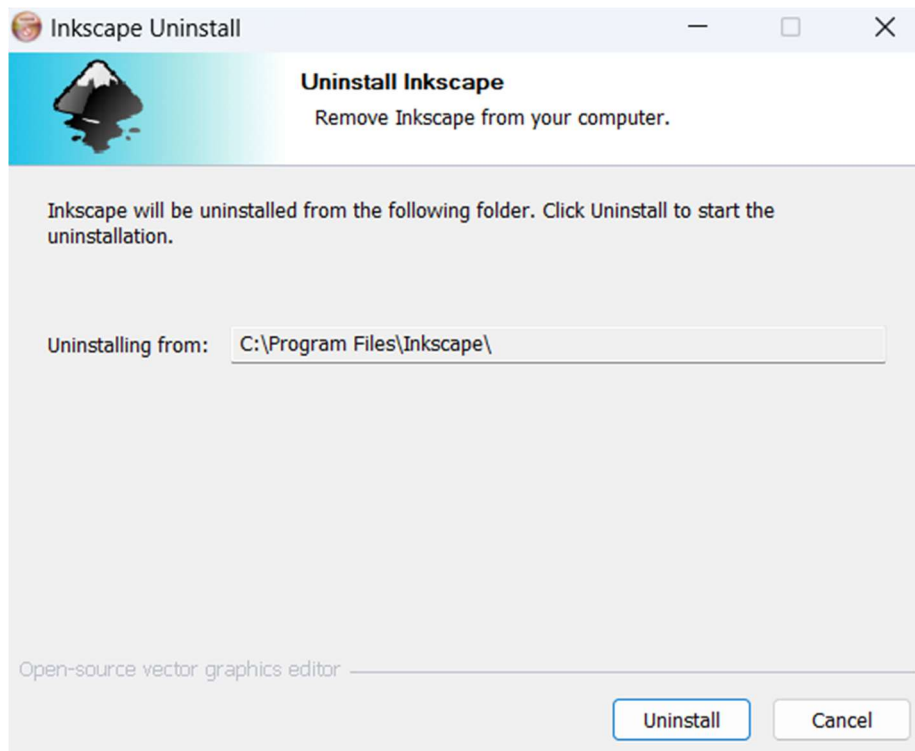 Inkscape Uninstall
Uninstall Inkscape
Remove Inkscape from your computer.
Inkscape will be uninstalled from the following folder. Click Uninstall to start the
uninstallation.
Uninstalling from: C:\Program Files\Inkscape\
Open-source vector graphics editor
Uninstall Cancel